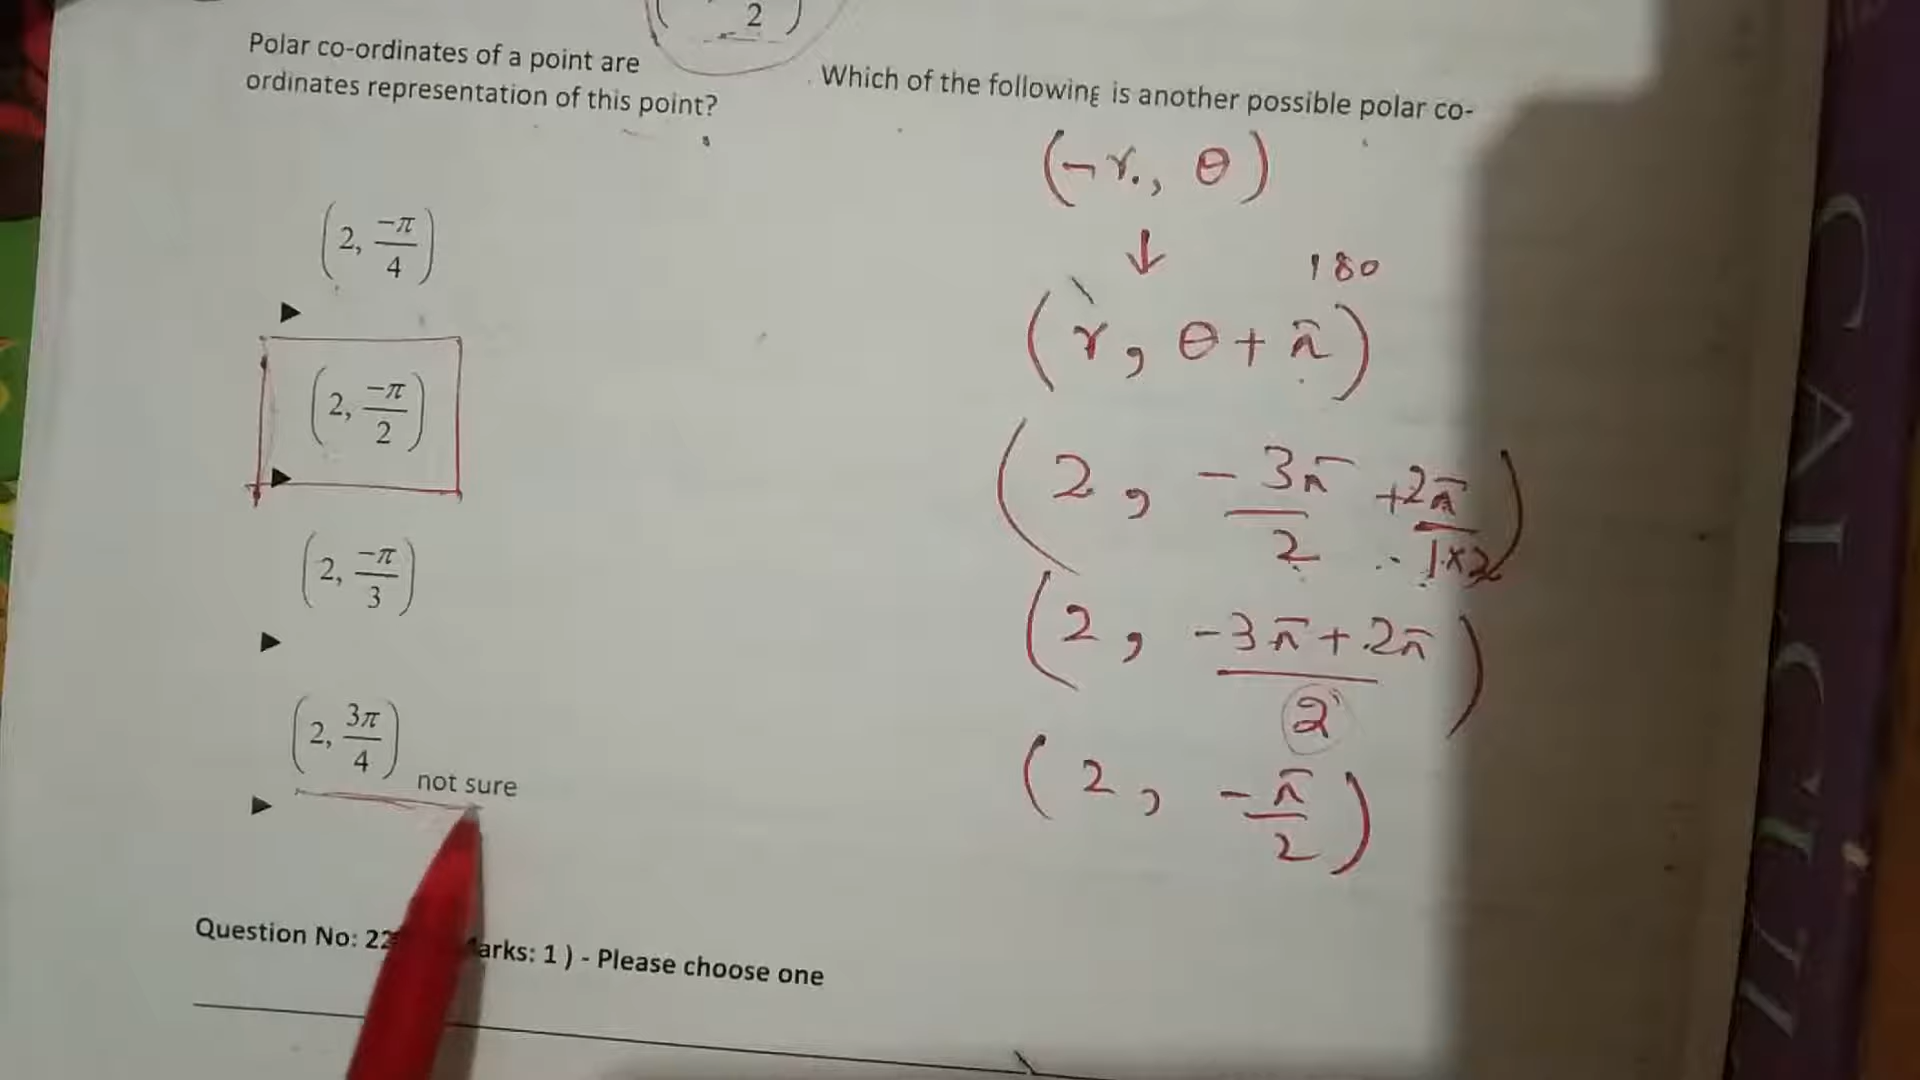 ( 2 )
Polar co-ordinates of a point are . Which of the following is another possible polar co-
ordinates representation of this point?
(-r, θ)
↓
180
(r, θ + π)
(2, -π/4)
►
(2, -π/2)
►
(2, -3π/2 + 2π/1×2)
(2, -π/3)
►
(2, -3π + 2π/2)
(2, 3π/4) not sure
►
(2, -π/2)
Question No: 22 arks: 1 ) - Please choose one